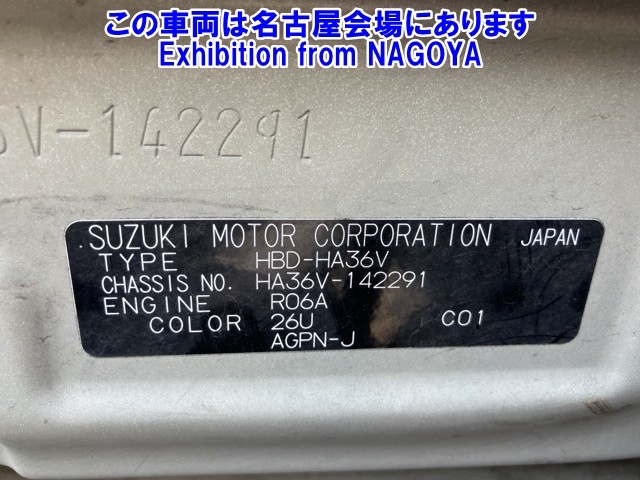 この車両は名古屋会場にあります
Exhibition from NAGOYA
V-142291
SUZUKI MOTOR CORPORATION JAPAN
TYPE HBD-HA36V
CHASSIS NO. HA36V-142291
ENGINE R06A
COLOR 26U C01
AGPN-J